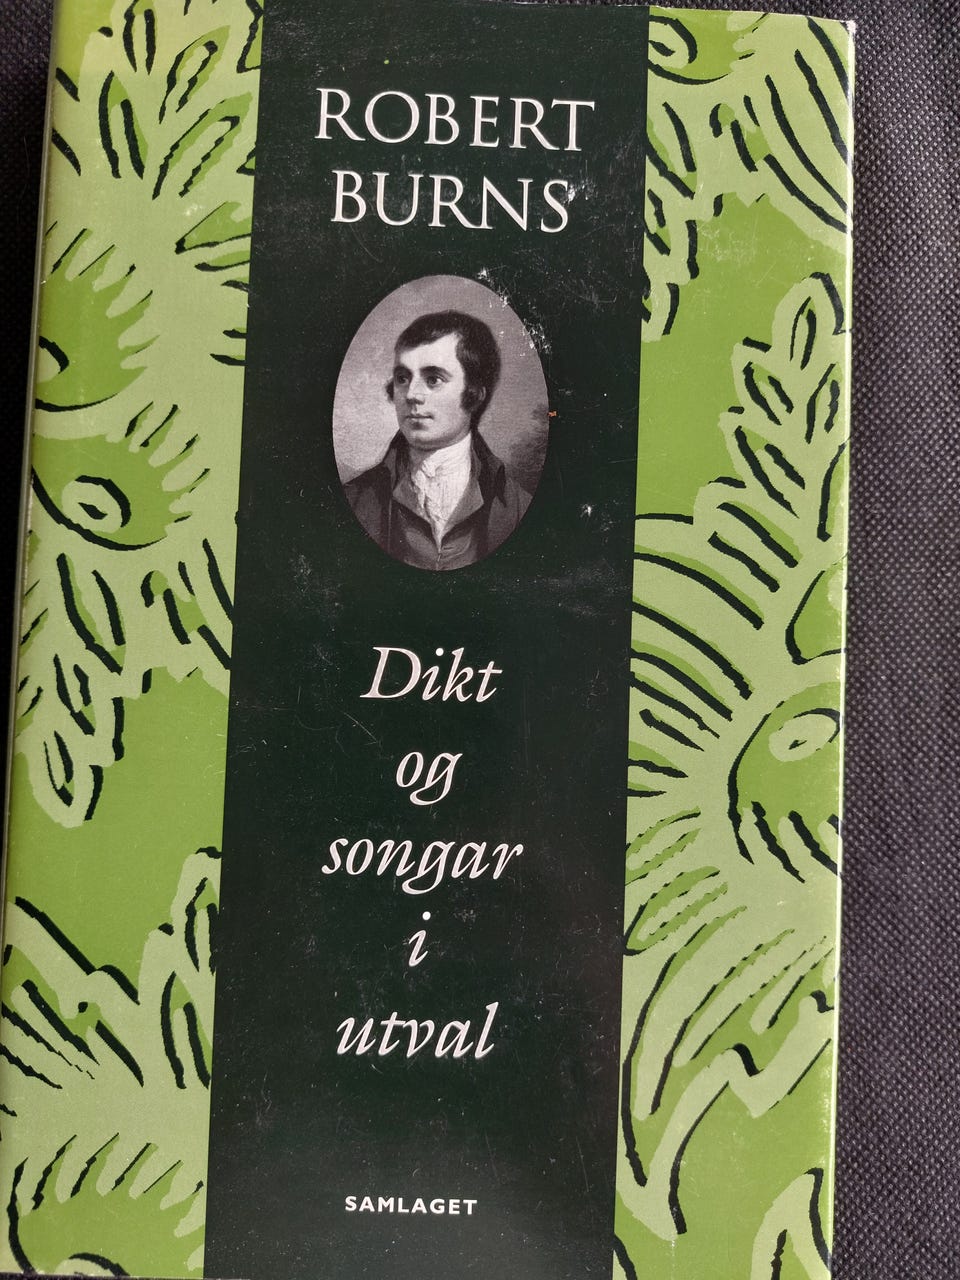 ROBERT
BURNS
Dikt
og
songar
i
utval
SAMLAGET